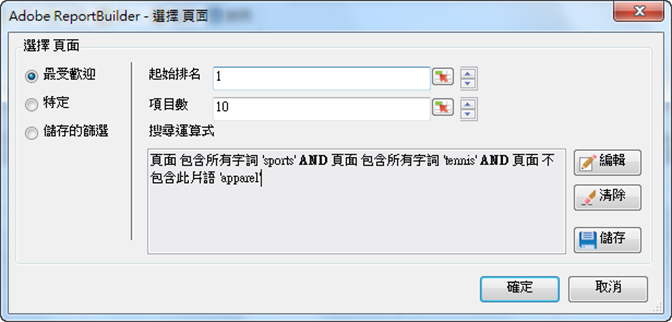 Adobe ReportBuilder - 選擇 頁面
選擇 頁面
最受歡迎
特定
儲存的篩選
起始排名
1
項目數
10
搜尋運算式
頁面 包含所有字詞 'sports' AND 頁面 包含所有字詞 'tennis' AND 頁面 不
包含此片語 'apparel'
編輯
清除
儲存
確定
取消